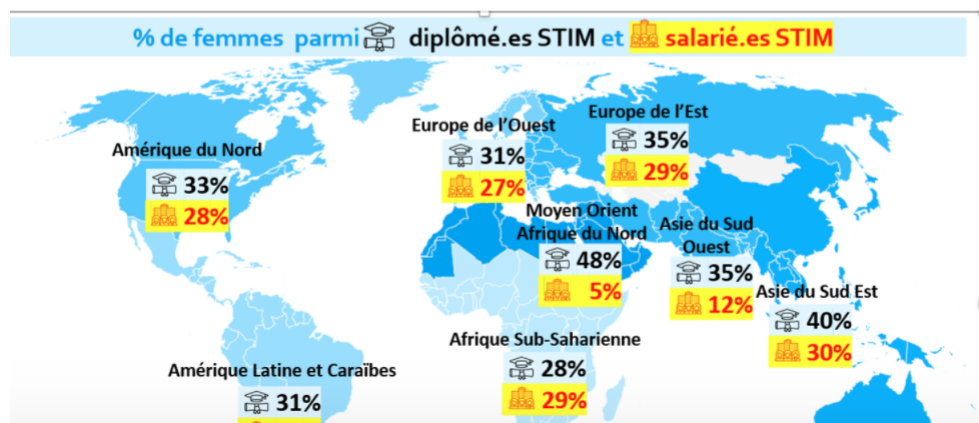 % de femmes parmi diplômé.es STIM et salarié.es STIM
Europe de l'Est
35%
29%
Europe de l'Ouest
31%
27%
Amérique du Nord
33%
28%
Moyen Orient
Afrique du Nord
48%
5%
Asie du Sud
Ouest
35%
12%
Asie du Sud Est
40%
30%
Afrique Sub-Saharienne
28%
29%
Amérique Latine et Caraïbes
31%